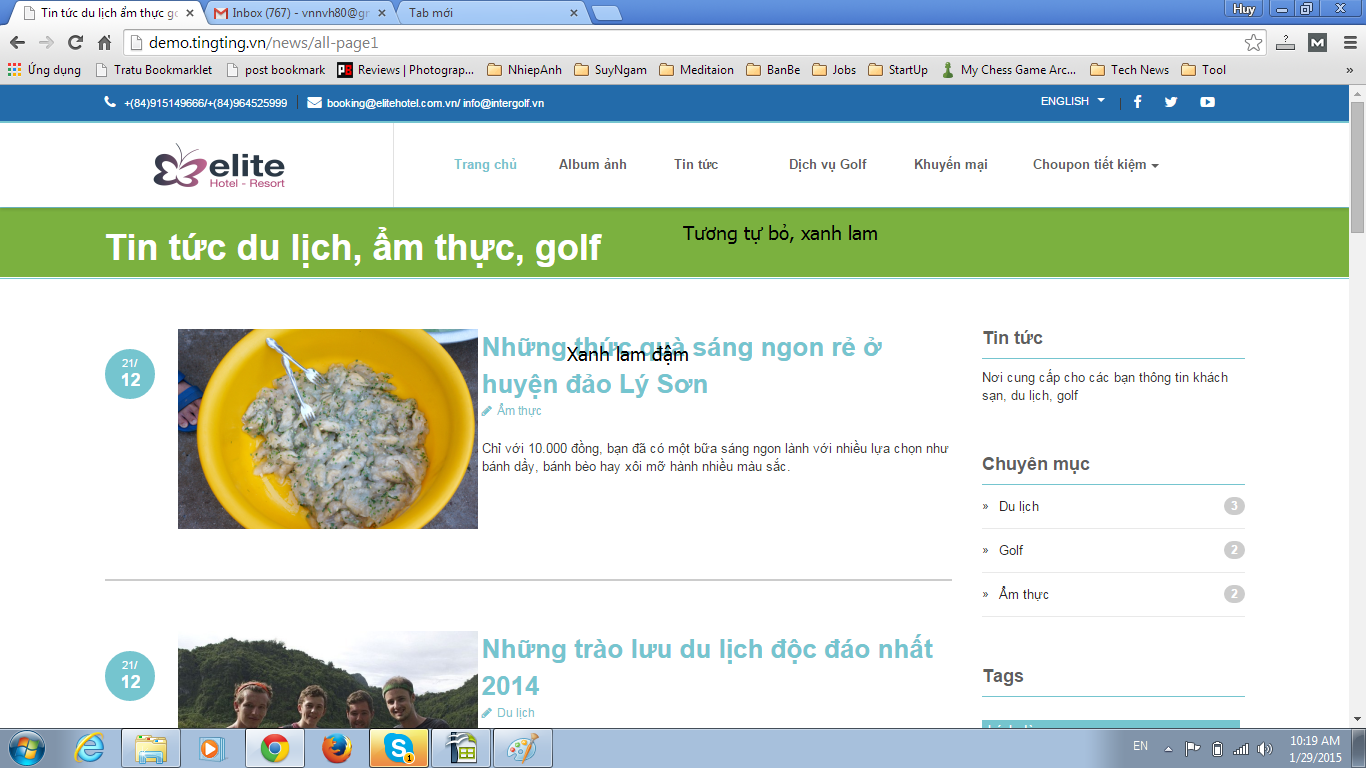 Tin tức du lịch ẩm thực go
Inbox (767) - vnnvh80@gr
Tab mới
Huy
demo.tingting.vn/news/all-page1
Ứng dụng
Tratu Bookmarklet
post bookmark
Reviews | Photograp...
NhiepAnh
SuyNgam
Meditaion
BanBe
Jobs
StartUp
My Chess Game Arc...
Tech News
Tool
»
+(84)915149666/+(84)964525999
booking@elitehotel.com.vn/ info@intergolf.vn
ENGLISH
elite
Hotel - Resort
Trang chủ
Album ảnh
Tin tức
Dịch vụ Golf
Khuyến mại
Choupon tiết kiệm
Tin tức du lịch, ẩm thực, golf
Tương tự bỏ, xanh lam
21/
12
Những thức quà sáng ngon rẻ ở
Xanh lam đậm
huyện đảo Lý Sơn
Ẩm thực
Chỉ với 10.000 đồng, bạn đã có một bữa sáng ngon lành với nhiều lựa chọn như
bánh dầy, bánh bèo hay xôi mỡ hành nhiều màu sắc.
Tin tức
Nơi cung cấp cho các bạn thông tin khách
sạn, du lịch, golf
Chuyên mục
» Du lịch 3
» Golf 2
» Ẩm thực 2
21/
12
Những trào lưu du lịch độc đáo nhất
2014
Du lịch
Tags
EN
10:19 AM
1/29/2015